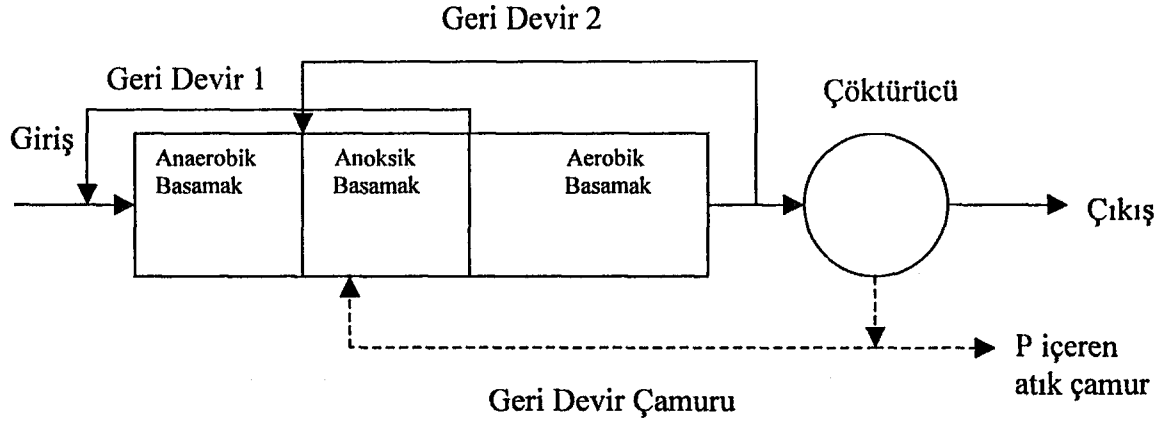 Geri Devir 2
Geri Devir 1
Çöktürücü
Giriş
Anaerobik
Basamak
Anoksik
Basamak
Aerobik
Basamak
Çıkış
P içeren
atık çamur
Geri Devir Çamuru